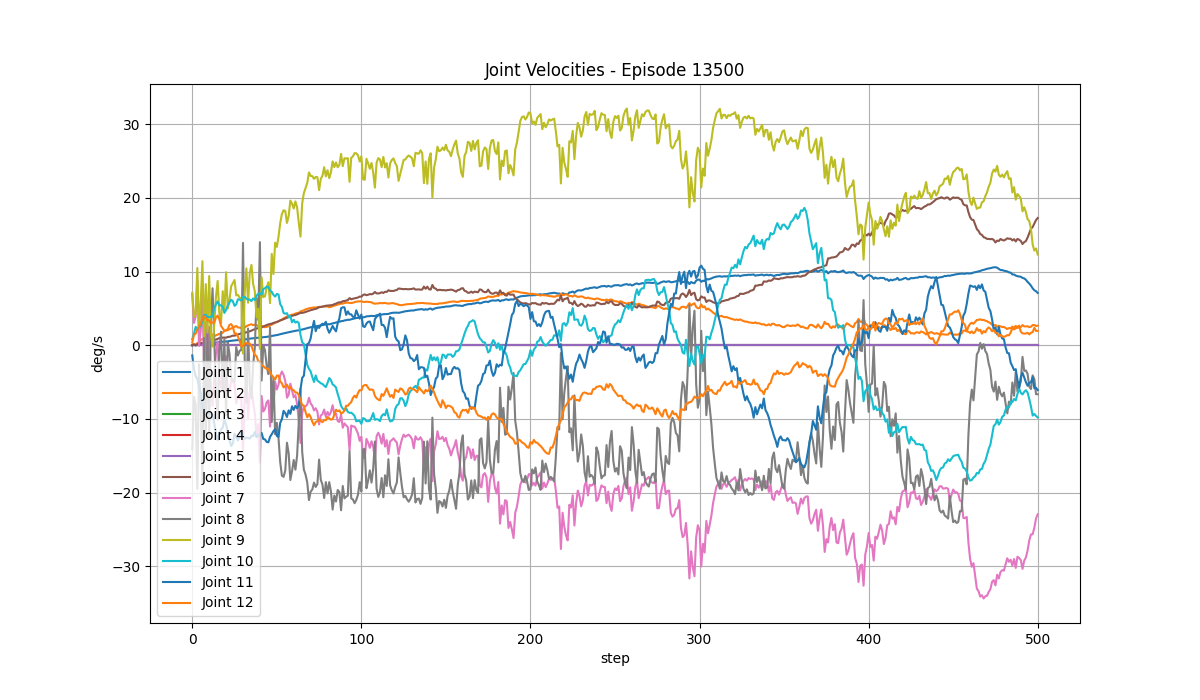 Joint Velocities - Episode 13500
deg/s
30
20
10
0
−10
−20
−30
Joint 1
Joint 2
Joint 3
Joint 4
Joint 5
Joint 6
Joint 7
Joint 8
Joint 9
Joint 10
Joint 11
Joint 12
0 100 200 300 400 500
step